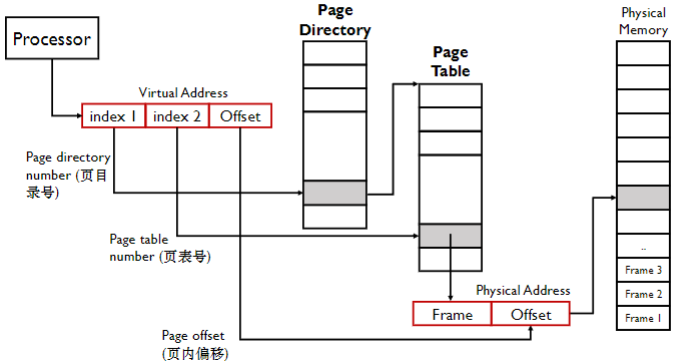 Processor
Page
Directory
Page
Table
Physical
Memory
Virtual Address
index 1
index 2
Offset
Page directory
number (页目
录号)
Page table
number (页表号)
..
Frame 3
Frame 2
Frame 1
Physical Address
Frame
Offset
Page offset
(页内偏移)